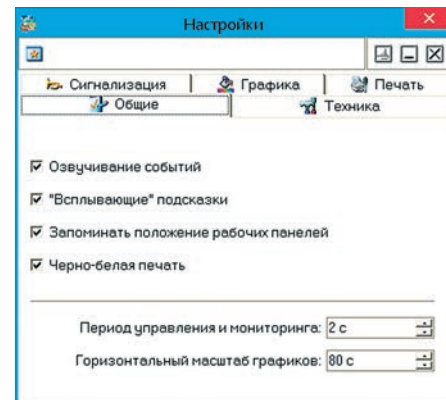 Настройки
Сигнализация Графика Печать
Общие Техника
Озвучивание событий
"Всплывающие" подсказки
Запоминать положение рабочих панелей
Черно-белая печать
Период управления и мониторинга: 2 с
Горизонтальный масштаб графиков: 80 с